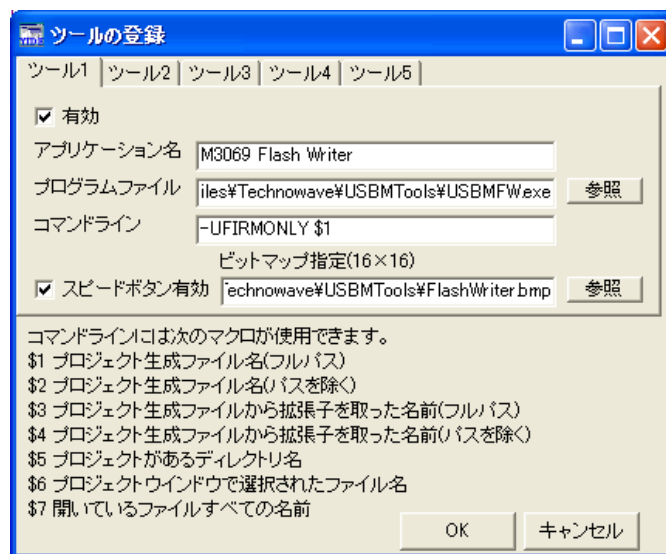 ツールの登録
ツール1 ツール2 ツール3 ツール4 ツール5
有効
アプリケーション名 M3069 Flash Writer
プログラムファイル iles¥Technowave¥USBMTools¥USBMFW.exe 参照
コマンドライン -UFIRMONLY $1
ビットマップ指定(16×16)
スピードボタン有効 Technowave¥USBMTools¥FlashWriter.bmp 参照
コマンドラインには次のマクロが使用できます。
$1 プロジェクト生成ファイル名(フルパス)
$2 プロジェクト生成ファイル名(パスを除く)
$3 プロジェクト生成ファイルから拡張子を取った名前(フルパス)
$4 プロジェクト生成ファイルから拡張子を取った名前(パスを除く)
$5 プロジェクトがあるディレクトリ名
$6 プロジェクトウインドウで選択されたファイル名
$7 開いているファイルすべての名前
OK キャンセル